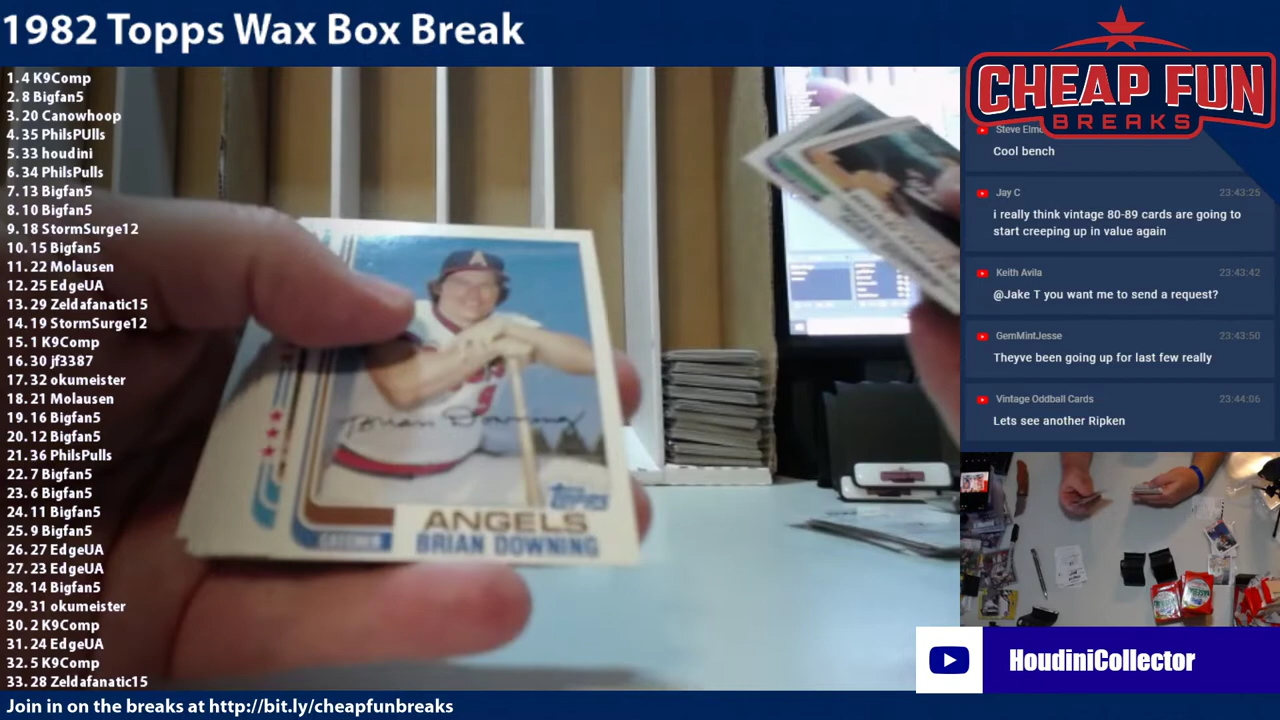 1982 Topps Wax Box Break
1. 4 K9Comp
2. 8 Bigfan5
3. 20 Canowhoop
4. 35 PhilsPUlls
5. 33 houdini
6. 34 PhilsPulls
7. 13 Bigfan5
8. 10 Bigfan5
9. 18 StormSurge12
10. 15 Bigfan5
11. 22 Molausen
12. 25 EdgeUA
13. 29 Zeldafanatic15
14. 19 StormSurge12
15. 1 K9Comp
16. 30 jf3387
17. 32 okumeister
18. 21 Molausen
19. 16 Bigfan5
20. 12 Bigfan5
21. 36 PhilsPulls
22. 7 Bigfan5
23. 6 Bigfan5
24. 11 Bigfan5
25. 9 Bigfan5
26. 27 EdgeUA
27. 23 EdgeUA
28. 14 Bigfan5
29. 31 okumeister
30. 2 K9Comp
31. 24 EdgeUA
32. 5 K9Comp
33. 28 Zeldafanatic15
Join in on the breaks at http://bit.ly/cheapfunbreaks
A
Brian Downing
Topps
ANGELS
CATCHER BRIAN DOWNING
CHEAP FUN
BREAKS
Steve
Cool bench
Jay C 23:43:25
i really think vintage 80-89 cards are going to
start creeping up in value again
Keith Avila 23:43:42
@Jake T you want me to send a request?
GemMintJesse 23:43:50
Theyve been going up for last few really
Vintage Oddball Cards 23:44:06
Lets see another Ripken
HoudiniCollector